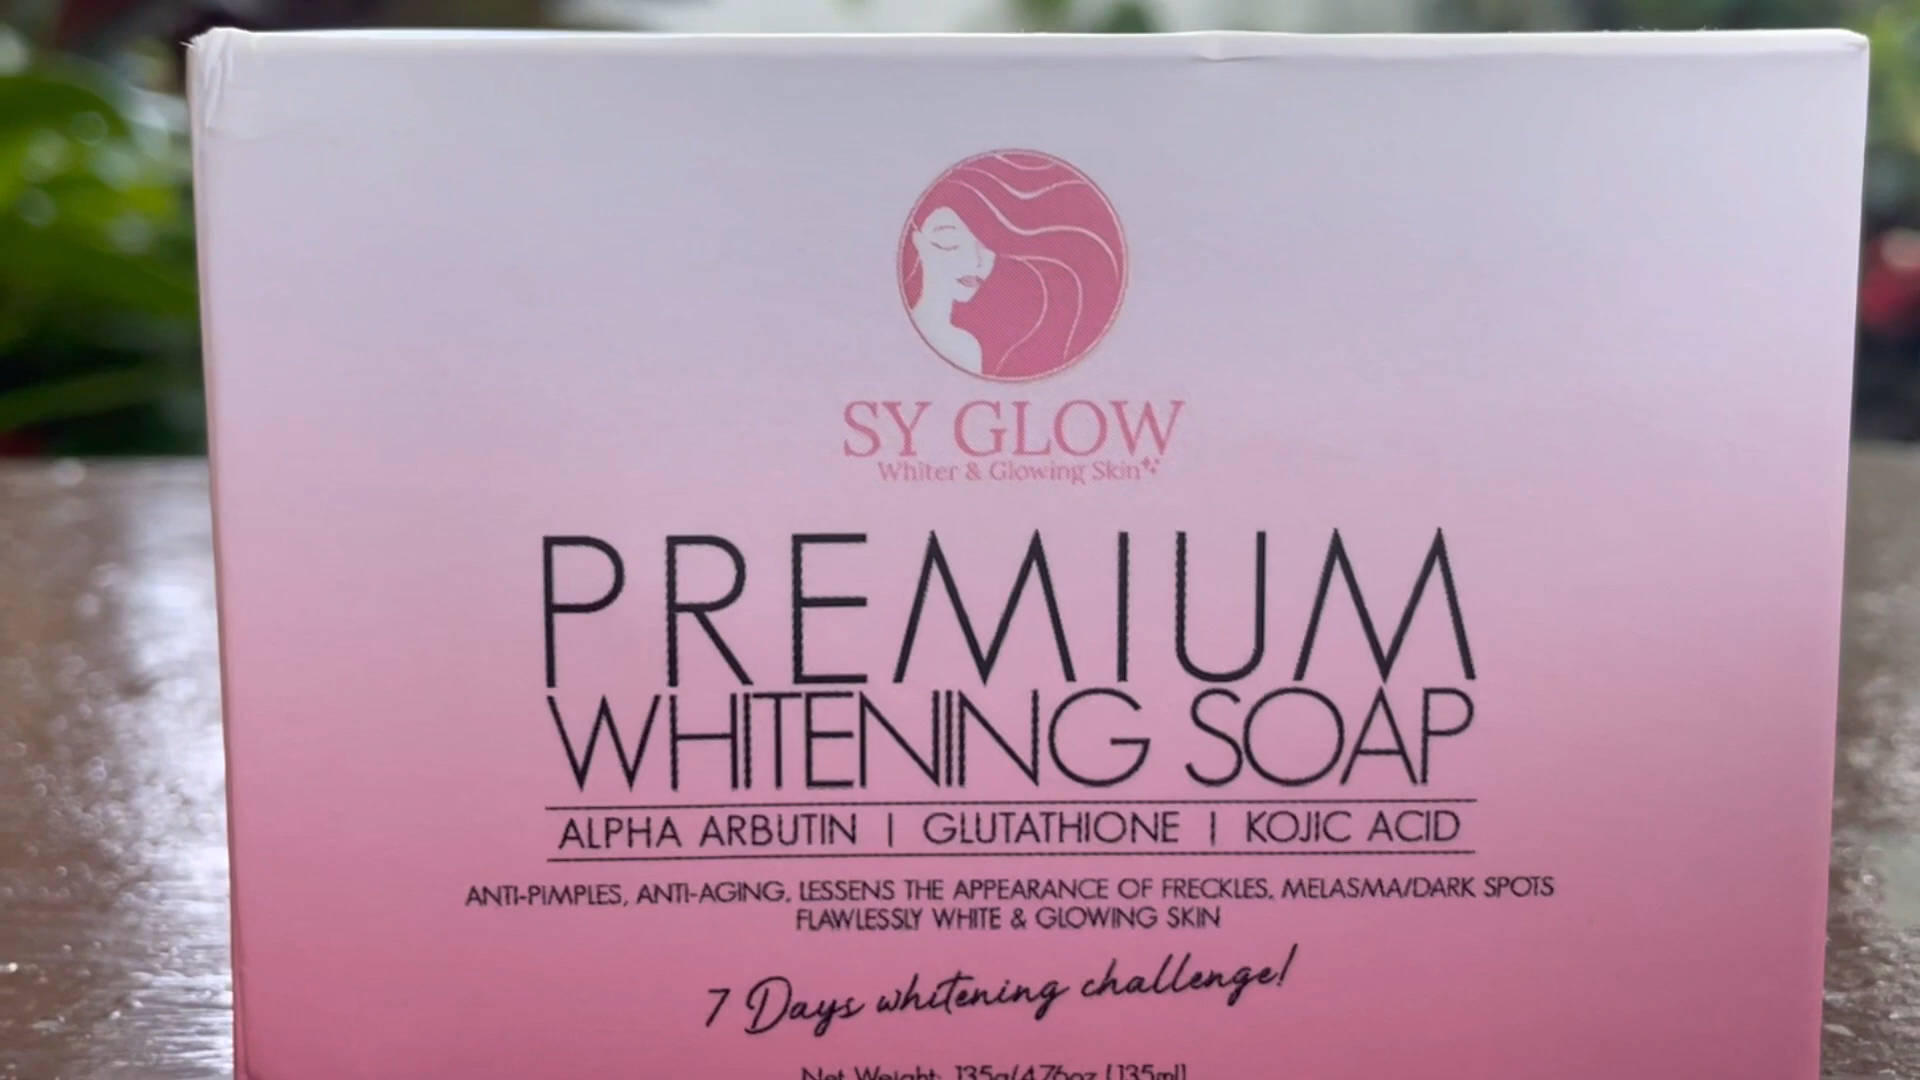 SY GLOW
Whiter & Glowing Skin
PREMIUM
WHITENING SOAP
ALPHA ARBUTIN | GLUTATHIONE | KOJIC ACID
ANTI-PIMPLES, ANTI-AGING, LESSENS THE APPEARANCE OF FRECKLES, MELASMA/DARK SPOTS
FLAWLESSLY WHITE & GLOWING SKIN
7 Days whitening challenge!
Net Weight: 135g/4.76oz (135ml)